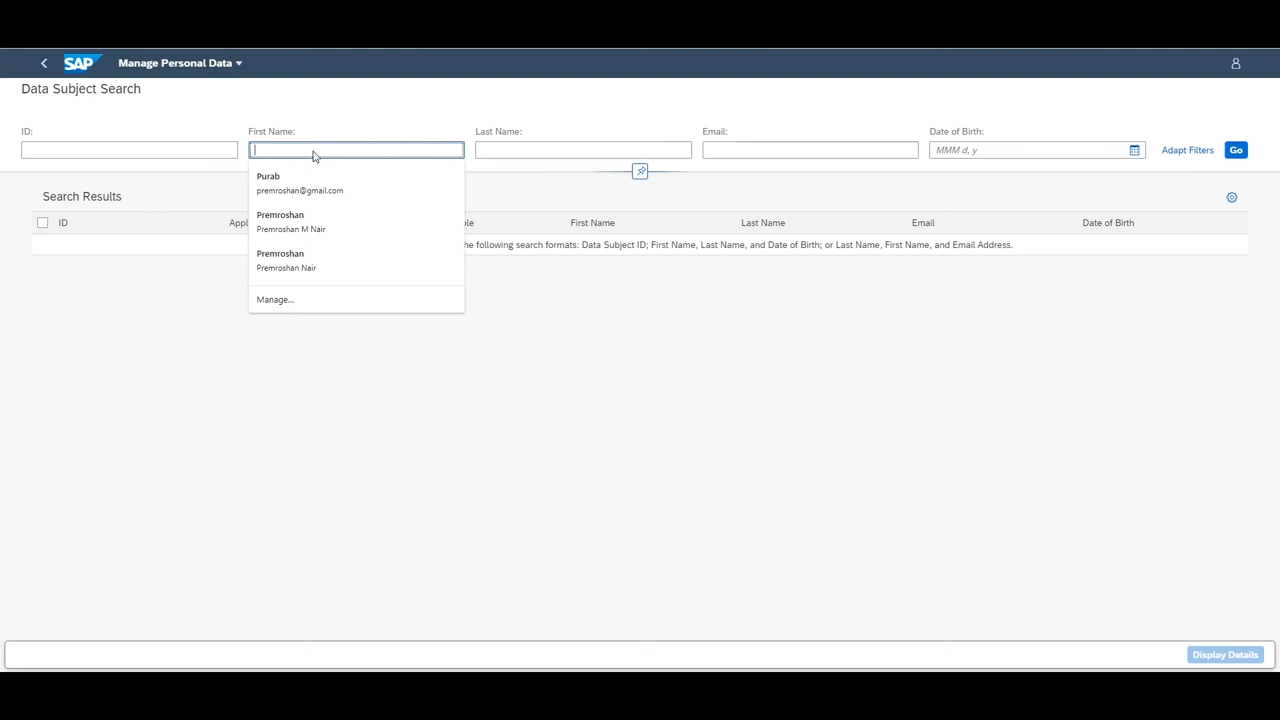 SAP Manage Personal Data
Data Subject Search
ID: First Name: Last Name: Email: Date of Birth:
MMM d, y Adapt Filters Go
Purab
premroshan@gmail.com
Premroshan
Premroshan M Nair
Premroshan
Premroshan Nair
Manage...
Search Results
ID First Name Last Name Email Date of Birth
following search formats: Data Subject ID; First Name, Last Name, and Date of Birth; or Last Name, First Name, and Email Address.
Display Details